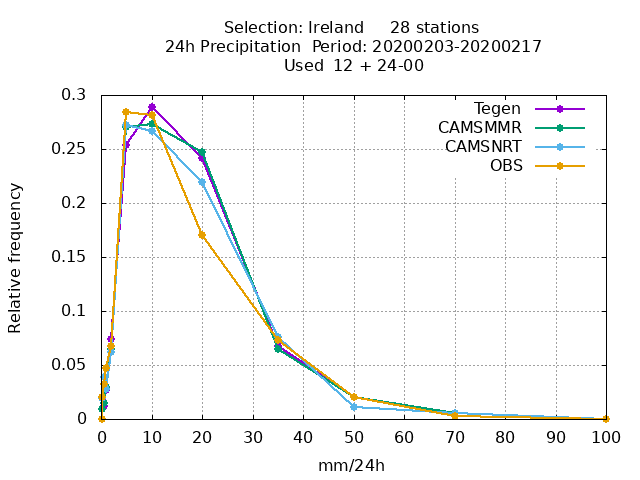 Selection: Ireland     28 stations
24h Precipitation  Period: 20200203-20200217
Used  12 + 24-00
0.3
0.25
0.2
0.15
0.1
0.05
0
Relative frequency
Tegen
CAMSMMR
CAMSNRT
OBS
0 10 20 30 40 50 60 70 80 90 100
mm/24h